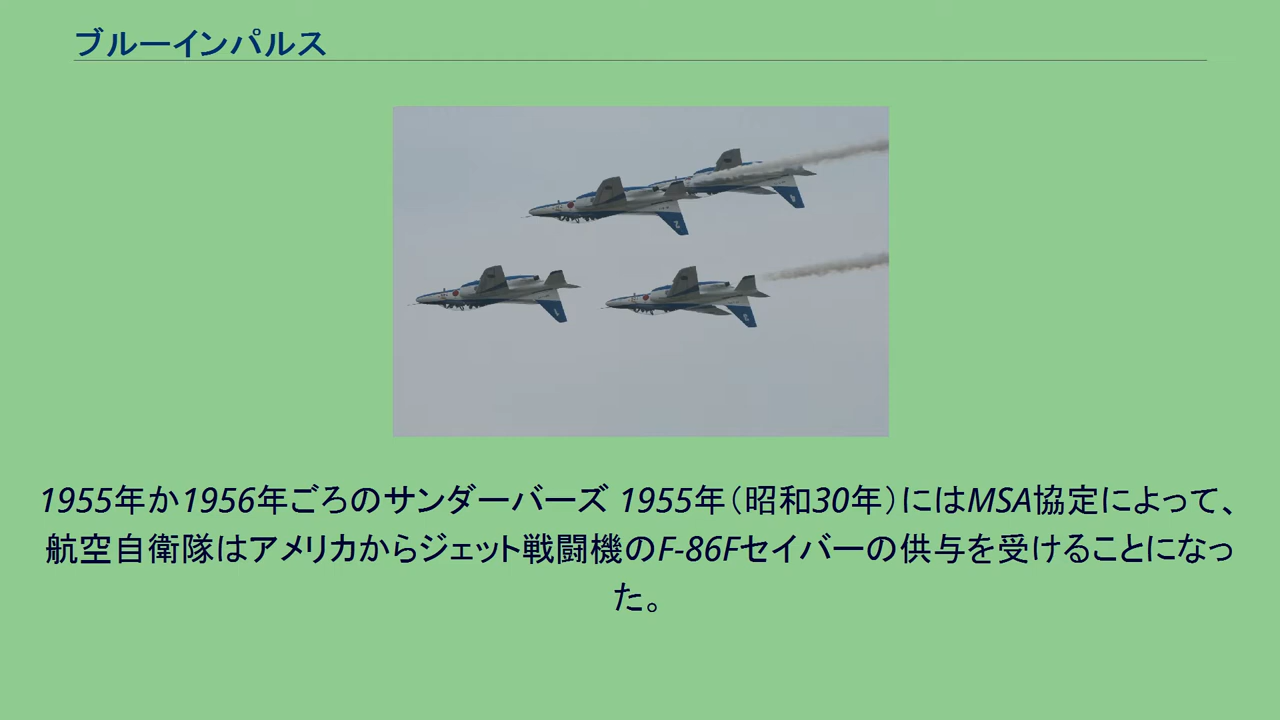 ブルーインパルス
1955年か1956年ごろのサンダーバーズ 1955年（昭和30年）にはMSA協定によって、
航空自衛隊はアメリカからジェット戦闘機のF-86Fセイバーの供与を受けることになっ
た。